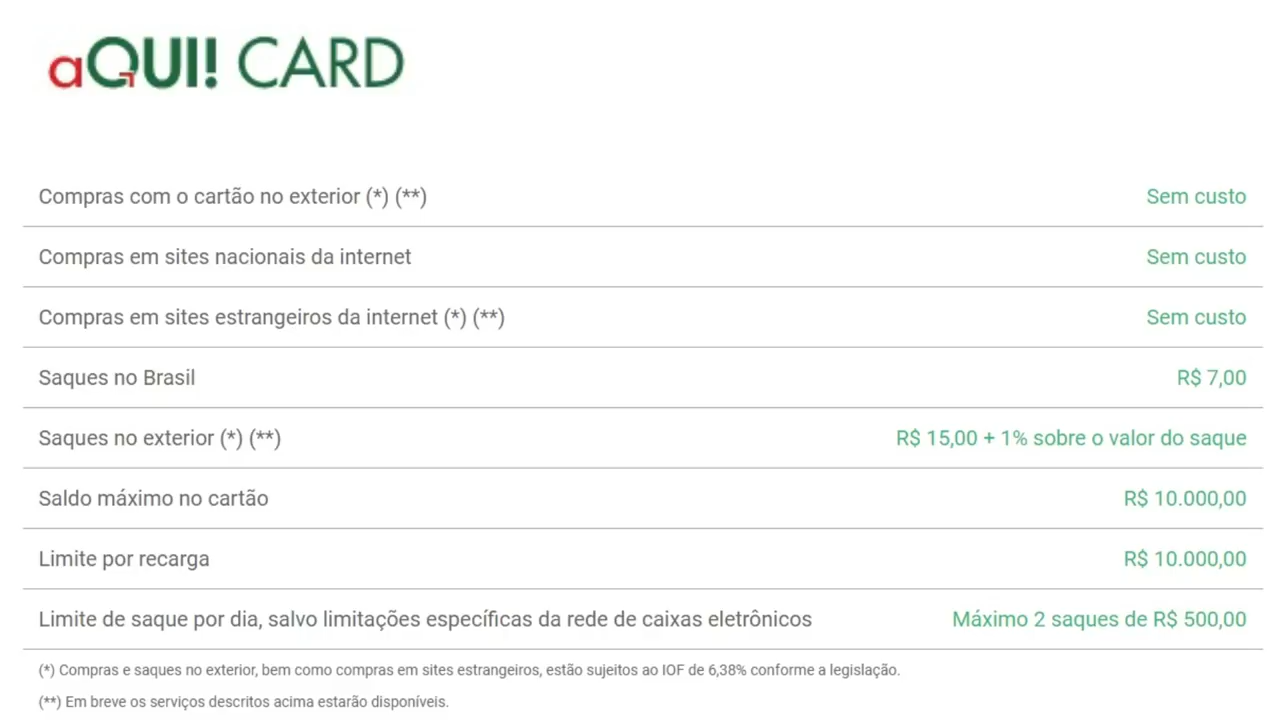 aQUI! CARD
Compras com o cartão no exterior (*) (**) Sem custo
Compras em sites nacionais da internet Sem custo
Compras em sites estrangeiros da internet (*) (**) Sem custo
Saques no Brasil R$ 7,00
Saques no exterior (*) (**) R$ 15,00 + 1% sobre o valor do saque
Saldo máximo no cartão R$ 10.000,00
Limite por recarga R$ 10.000,00
Limite de saque por dia, salvo limitações específicas da rede de caixas eletrônicos Máximo 2 saques de R$ 500,00
(*) Compras e saques no exterior, bem como compras em sites estrangeiros, estão sujeitos ao IOF de 6,38% conforme a legislação.
(**) Em breve os serviços descritos acima estarão disponíveis.